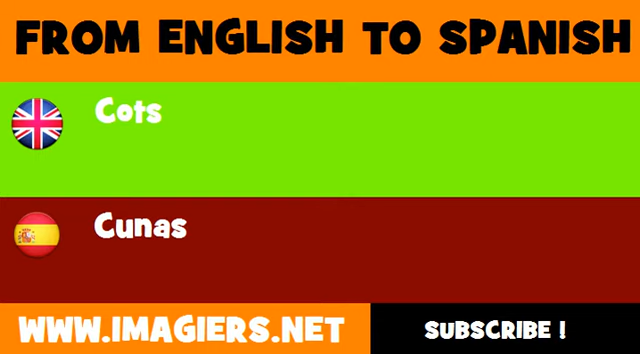 FROM ENGLISH TO SPANISH
Cots
Cunas
WWW.IMAGIERS.NET
SUBSCRIBE !